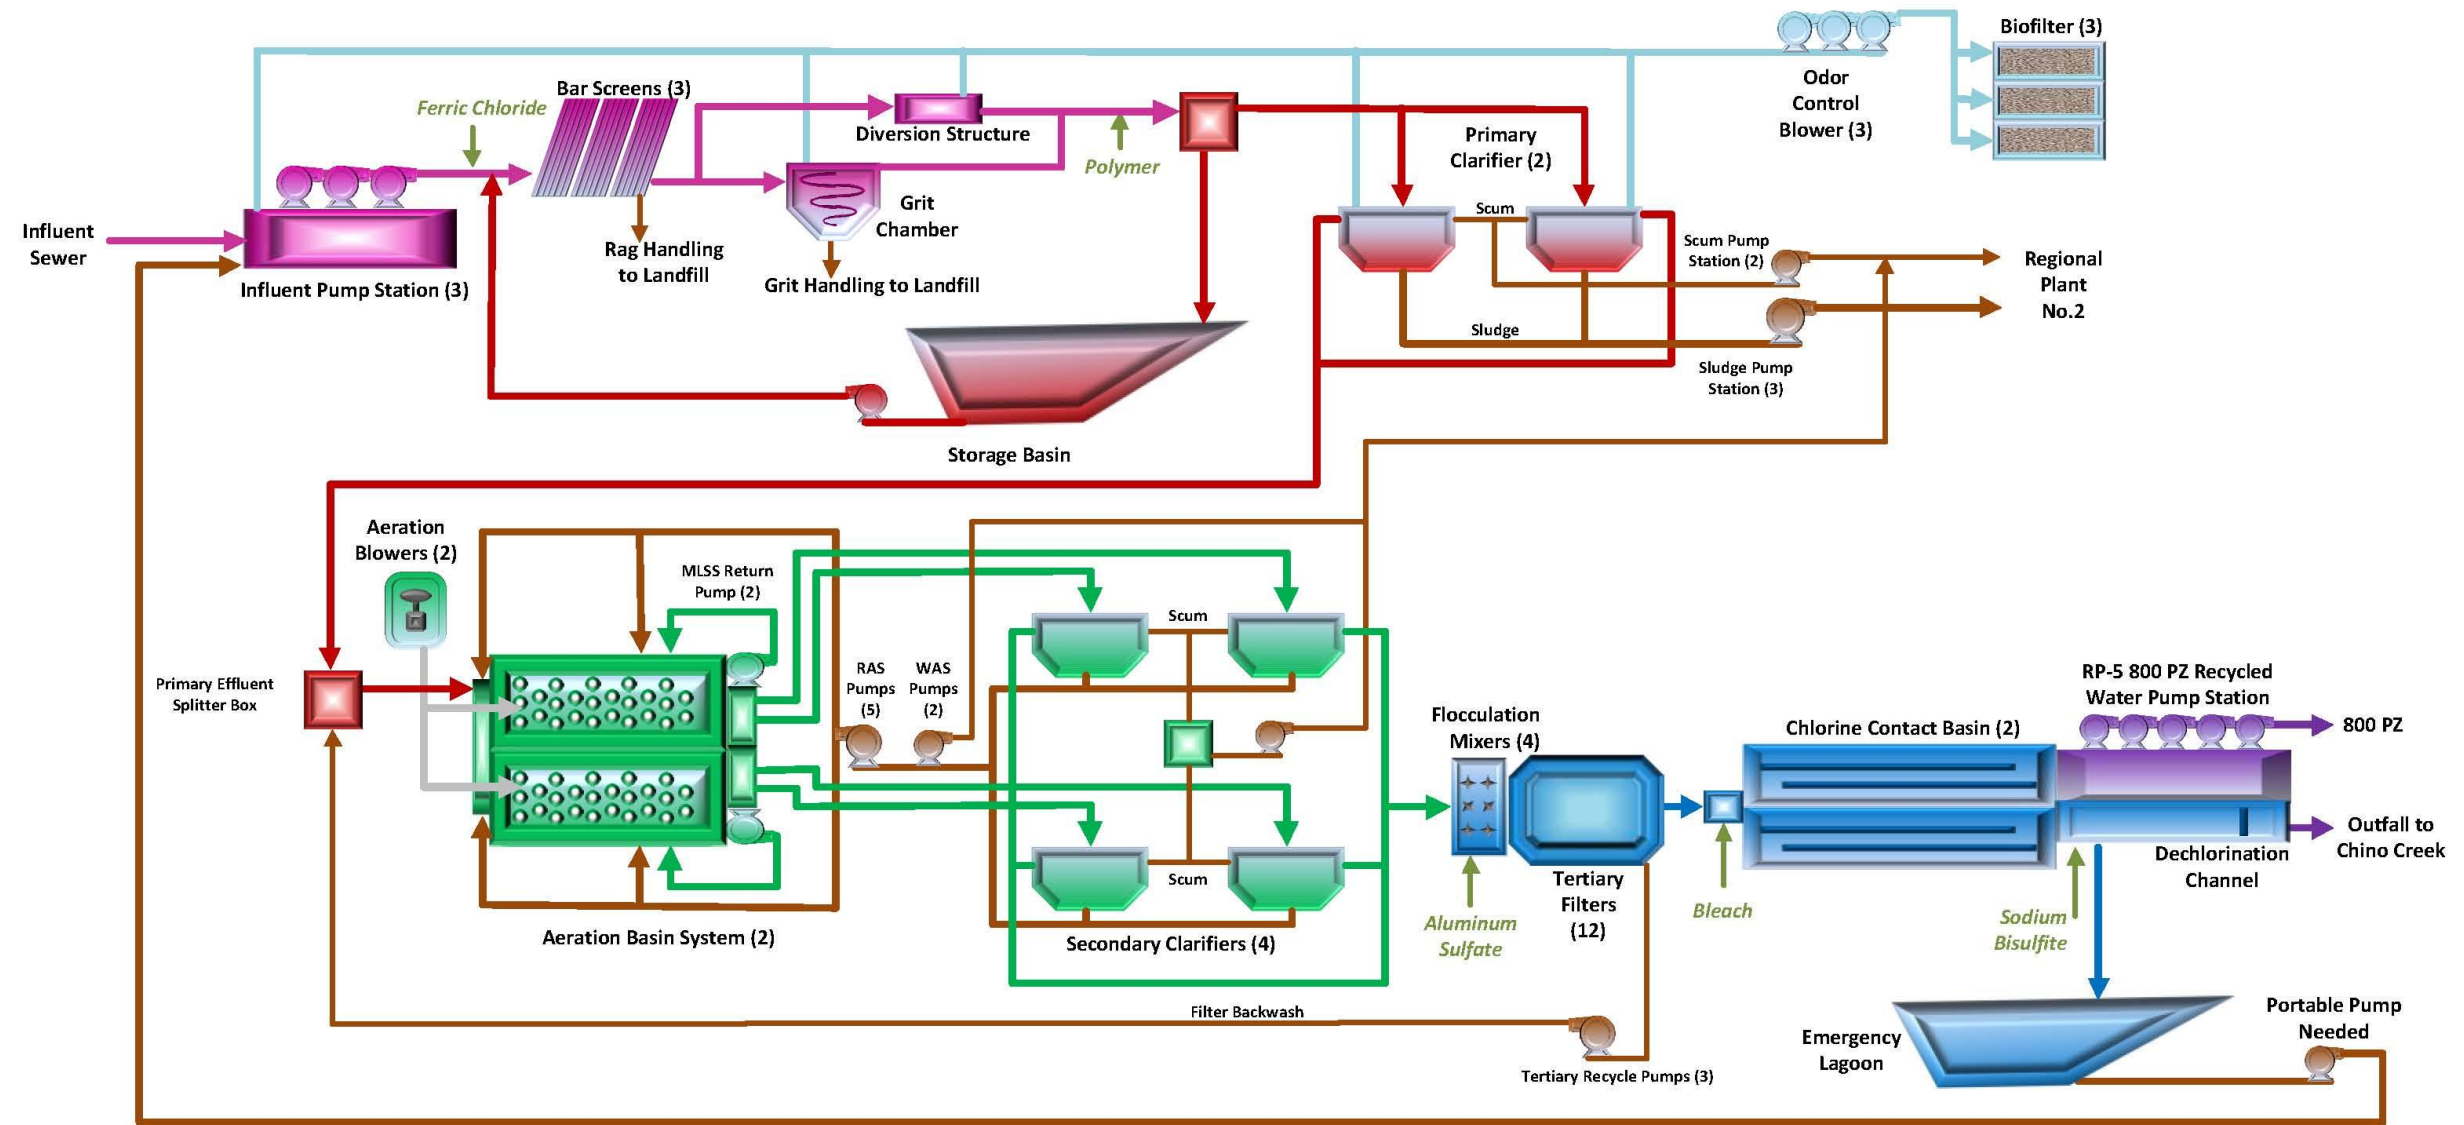 Biofilter (3)
Odor
Control
Blower (3)
Bar Screens (3)
Ferric Chloride
Diversion Structure
Polymer
Primary
Clarifier (2)
Influent
Sewer
Influent Pump Station (3)
Rag Handling
to Landfill
Grit
Chamber
Grit Handling to Landfill
Scum
Scum Pump
Station (2)
Regional
Plant
No.2
Sludge
Sludge Pump
Station (3)
Storage Basin
Aeration
Blowers (2)
MLSS Return
Pump (2)
Primary Effluent
Splitter Box
RAS
Pumps
(5)
WAS
Pumps
(2)
Scum
Scum
Aeration Basin System (2)
Secondary Clarifiers (4)
Flocculation
Mixers (4)
Aluminum
Sulfate
Tertiary
Filters
(12)
Bleach
Chlorine Contact Basin (2)
RP-5 800 PZ Recycled
Water Pump Station
800 PZ
Outfall to
Chino Creek
Dechlorination
Channel
Sodium
Bisulfite
Filter Backwash
Tertiary Recycle Pumps (3)
Emergency
Lagoon
Portable Pump
Needed